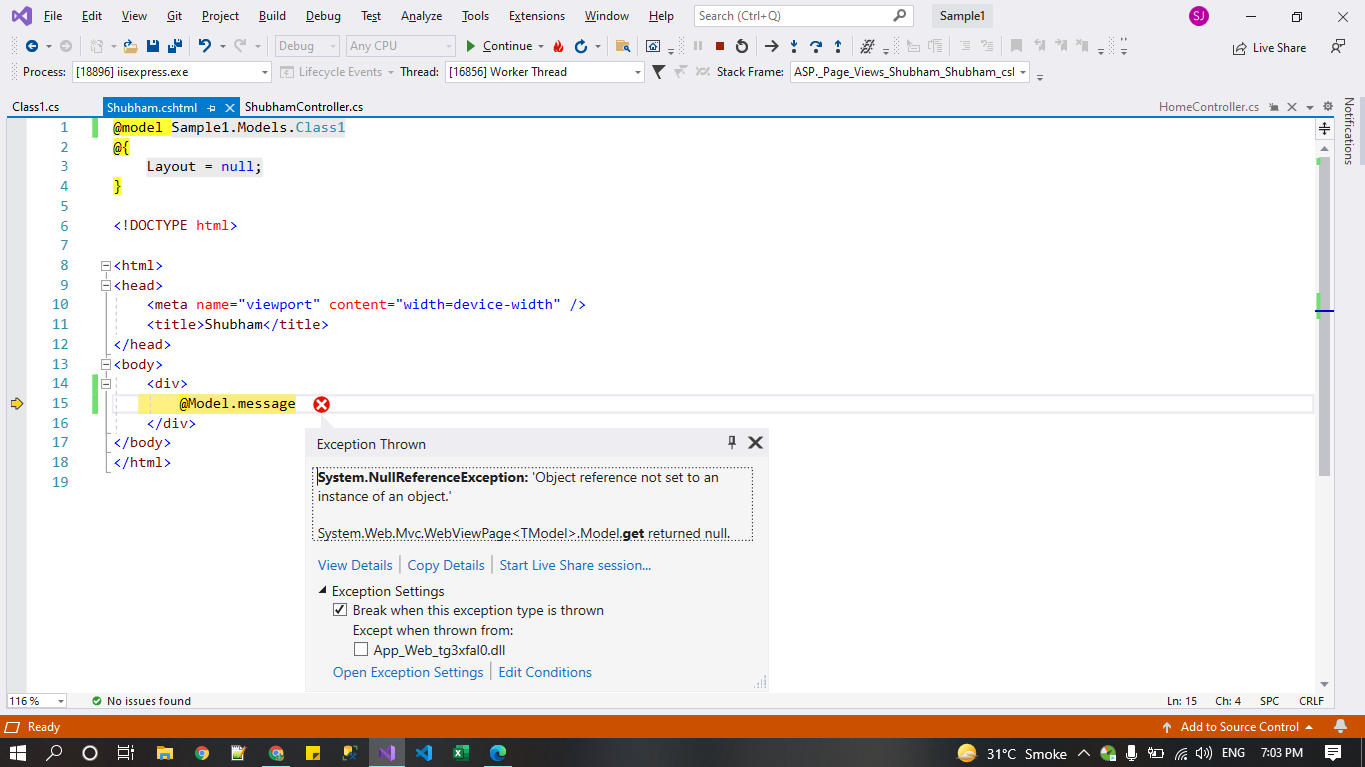 File Edit View Git Project Build Debug Test Analyze Tools Extensions Window Help Search (Ctrl+Q) Sample1 SJ
Debug Any CPU Continue Live Share
Process: [18896] iisexpress.exe Lifecycle Events Thread: [16856] Worker Thread Stack Frame: ASP._Page_Views_Shubham_Shubham_csl
Class1.cs Shubham.cshtml ShubhamController.cs HomeController.cs
Notifications
1 @model Sample1.Models.Class1
2 @{
3 Layout = null;
4 }
5
6 <!DOCTYPE html>
7
8 <html>
9 <head>
10 <meta name="viewport" content="width=device-width" />
11 <title>Shubham</title>
12 </head>
13 <body>
14 <div>
15 @Model.message
16 </div>
17 </body>
18 </html>
19
Exception Thrown
System.NullReferenceException: 'Object reference not set to an
instance of an object.'
System.Web.Mvc.WebViewPage<TModel>.Model.get returned null.
View Details Copy Details Start Live Share session...
Exception Settings
Break when this exception type is thrown
Except when thrown from:
App_Web_tg3xfal0.dll
Open Exception Settings Edit Conditions
116 % No issues found Ln: 15 Ch: 4 SPC CRLF
Ready Add to Source Control
31°C Smoke ENG 7:03 PM